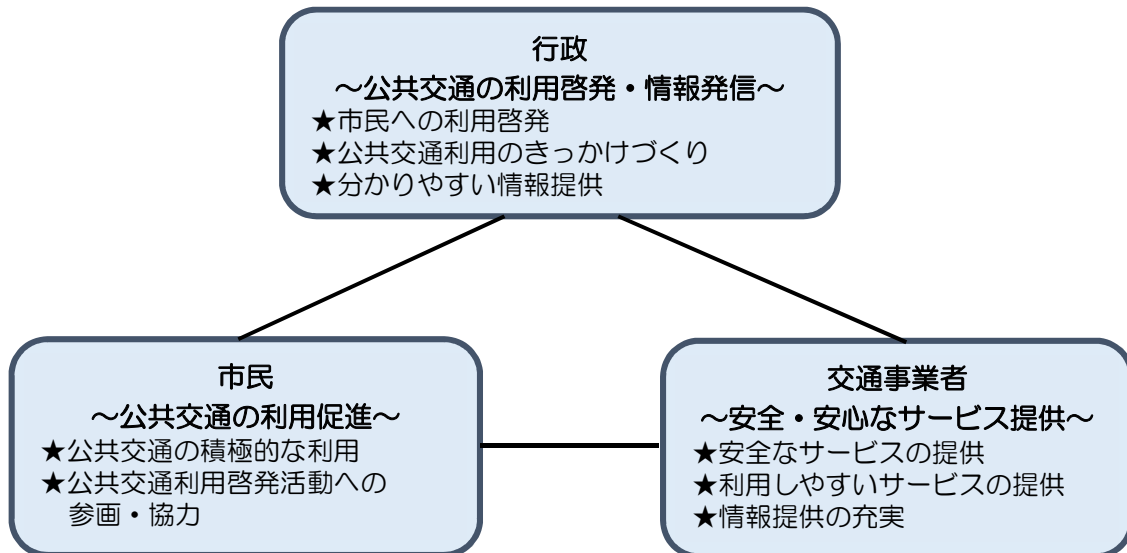 行政
～公共交通の利用啓発・情報発信～
★市民への利用啓発
★公共交通利用のきっかけづくり
★分かりやすい情報提供
市民
～公共交通の利用促進～
★公共交通の積極的な利用
★公共交通利用啓発活動への
参画・協力
交通事業者
～安全・安心なサービス提供～
★安全なサービスの提供
★利用しやすいサービスの提供
★情報提供の充実